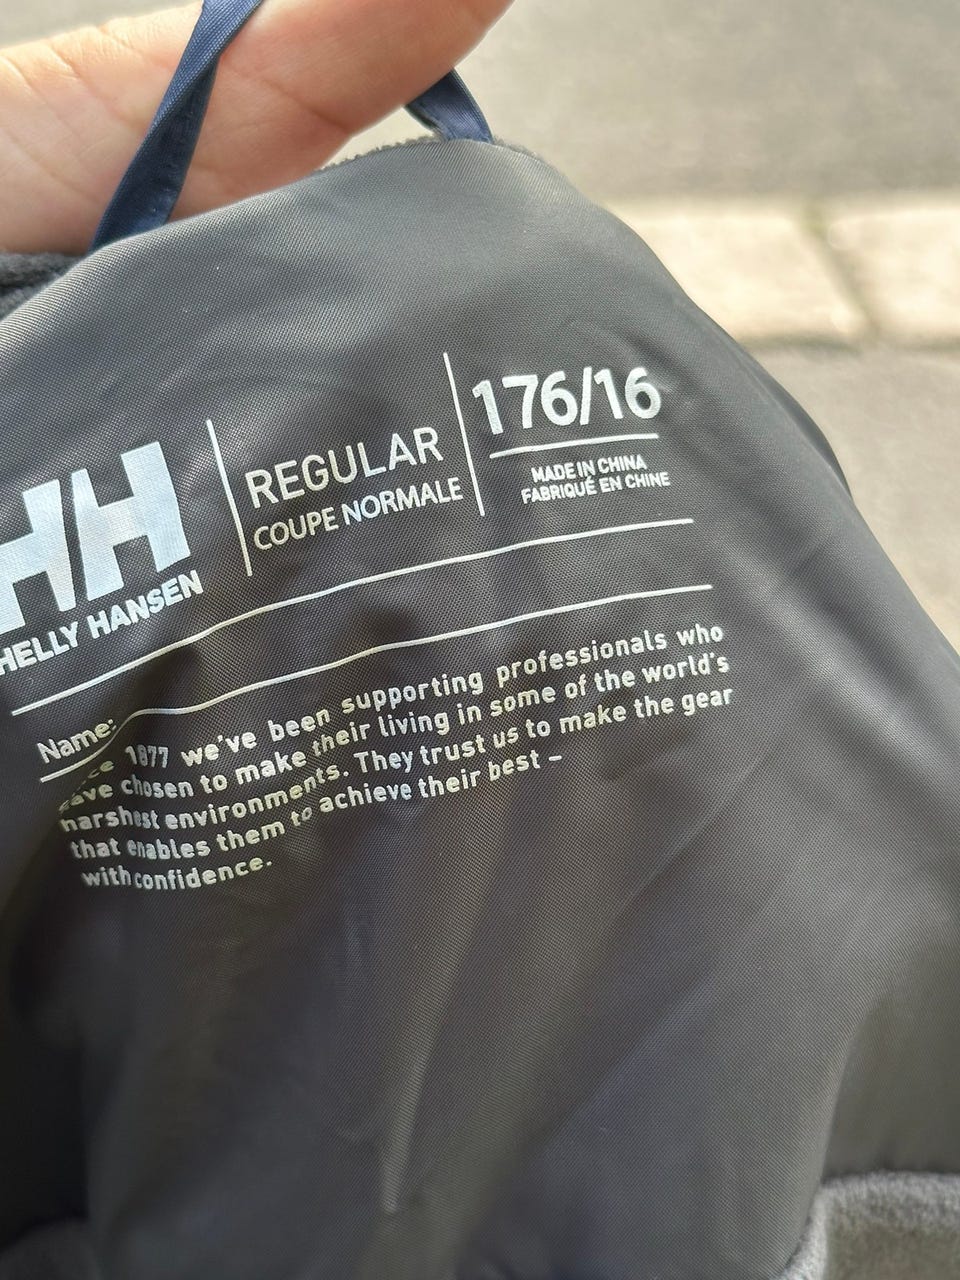 HH
HELLY HANSEN
REGULAR
COUPE NORMALE
176/16
MADE IN CHINA
FABRIQUÉ EN CHINE
Name:
1877 we've been supporting professionals who
have chosen to make their living in some of the world's
harshest environments. They trust us to make the gear
that enables them to achieve their best –
with confidence.